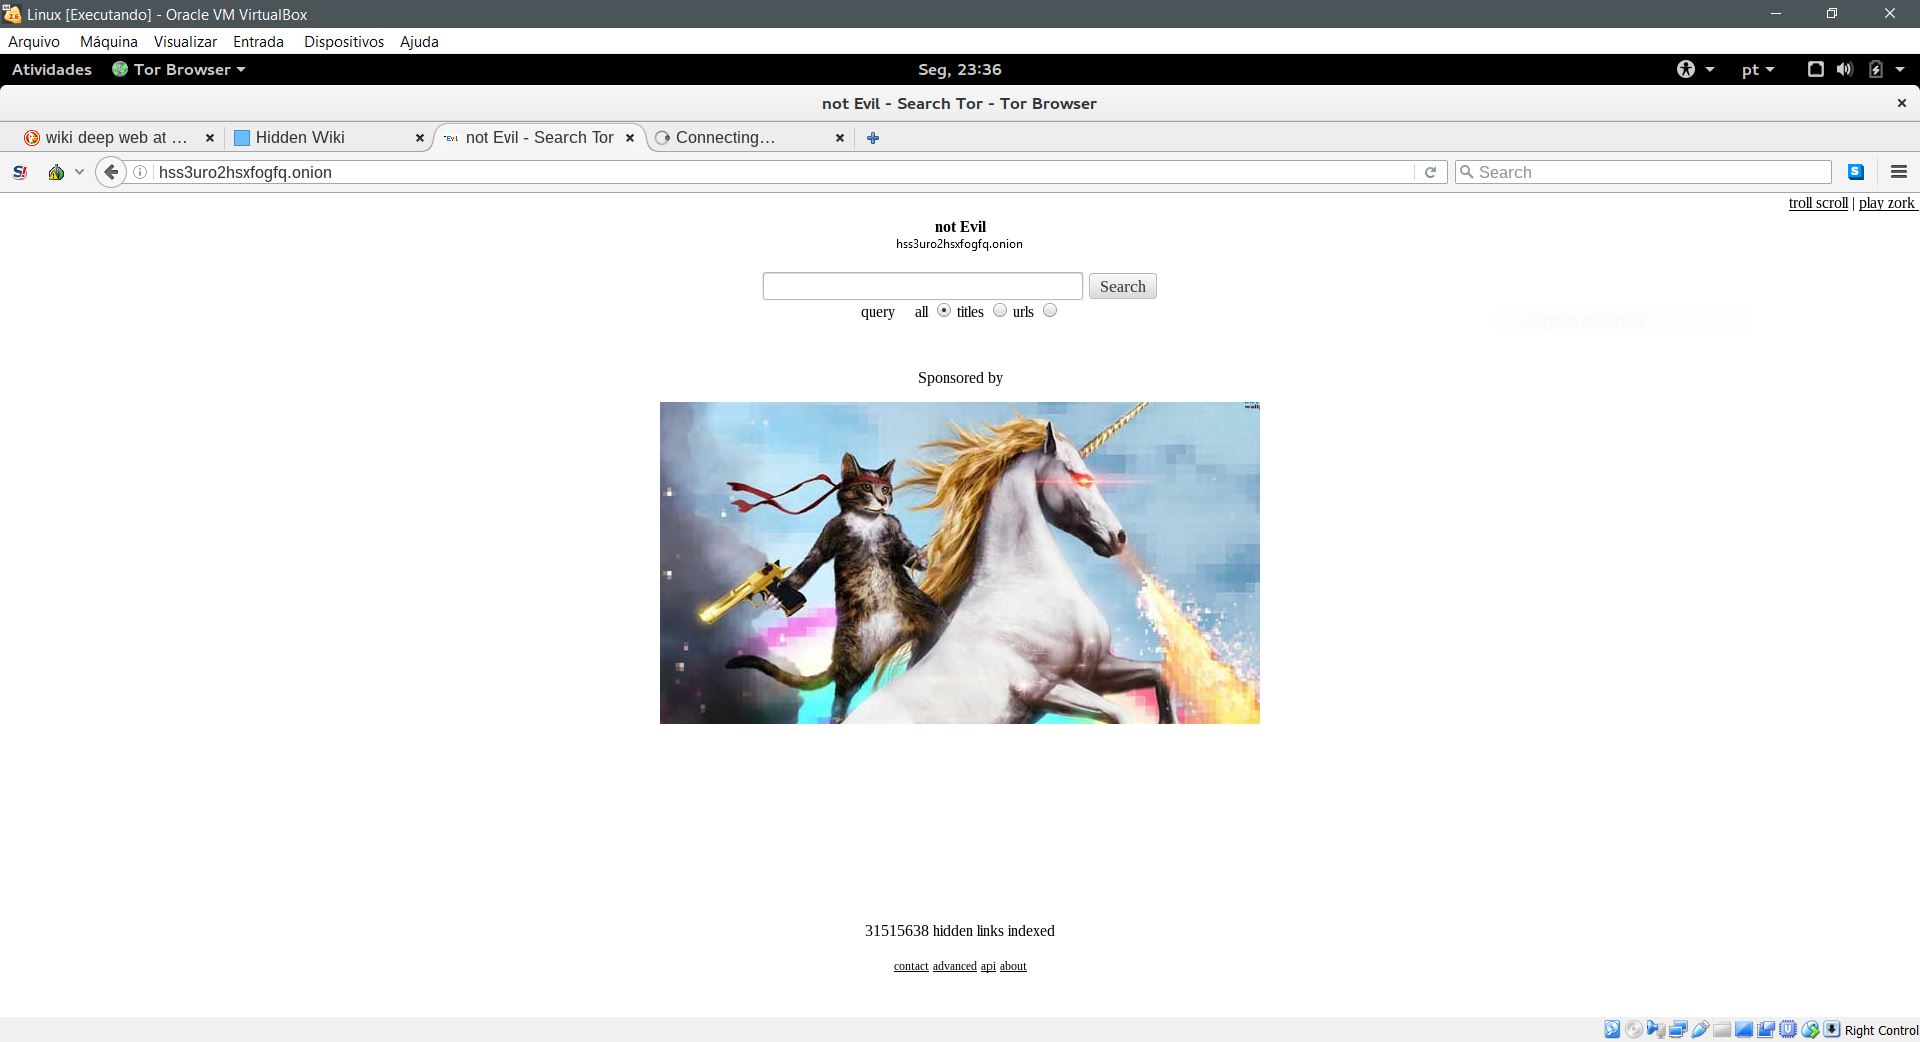 Linux [Executando] - Oracle VM VirtualBox
Arquivo Máquina Visualizar Entrada Dispositivos Ajuda
Atividades Tor Browser Seg, 23:36 pt
not Evil - Search Tor - Tor Browser
wiki deep web at ... Hidden Wiki not Evil - Search Tor Connecting...
hss3uro2hsxfogfq.onion Search
troll scroll | play zork
not Evil
hss3uro2hsxfogfq.onion
Search
query all titles urls
Sponsored by
31515638 hidden links indexed
contact advanced api about
Right Control